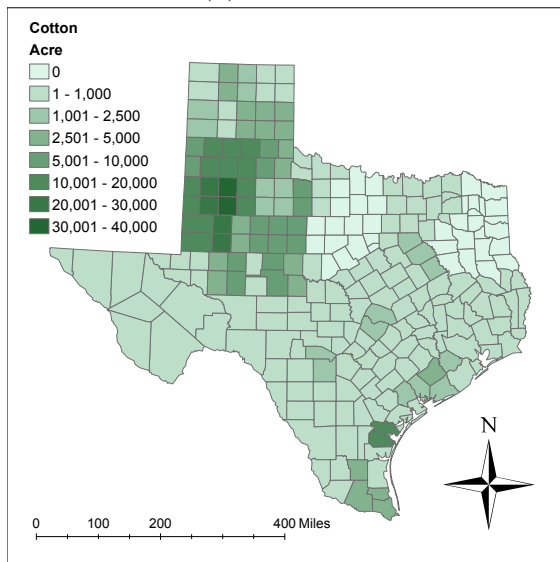 Cotton
Acre
0
1 - 1,000
1,001 - 2,500
2,501 - 5,000
5,001 - 10,000
10,001 - 20,000
20,001 - 30,000
30,001 - 40,000
N
0 100 200 400 Miles